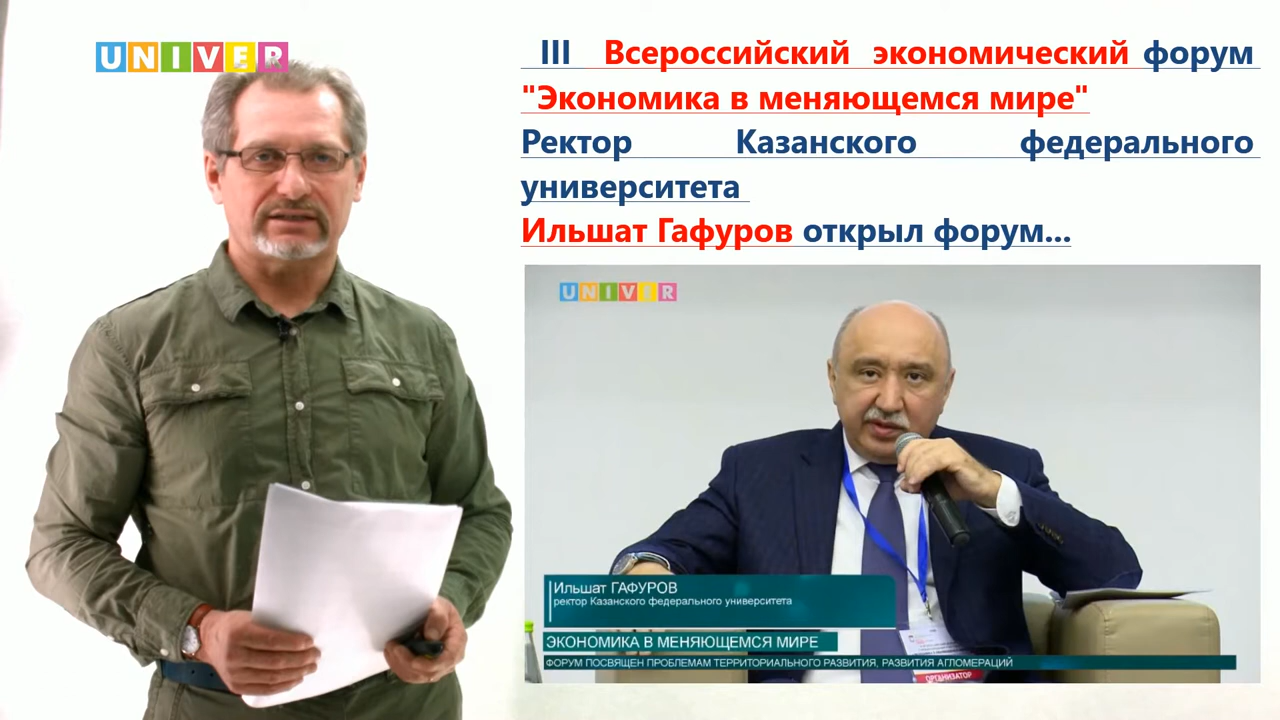 UNIVER
III Всероссийский экономический форум
"Экономика в меняющемся мире"
Ректор Казанского федерального
университета
Ильшат Гафуров открыл форум...
UNIVER
Ильшат ГАФУРОВ
ректор Казанского федерального университета
ЭКОНОМИКА В МЕНЯЮЩЕМСЯ МИРЕ
ФОРУМ ПОСВЯЩЕН ПРОБЛЕМАМ ТЕРРИТОРИАЛЬНОГО РАЗВИТИЯ, РАЗВИТИЯ АГЛОМЕРАЦИЙ
ОРГАНИЗАТОР